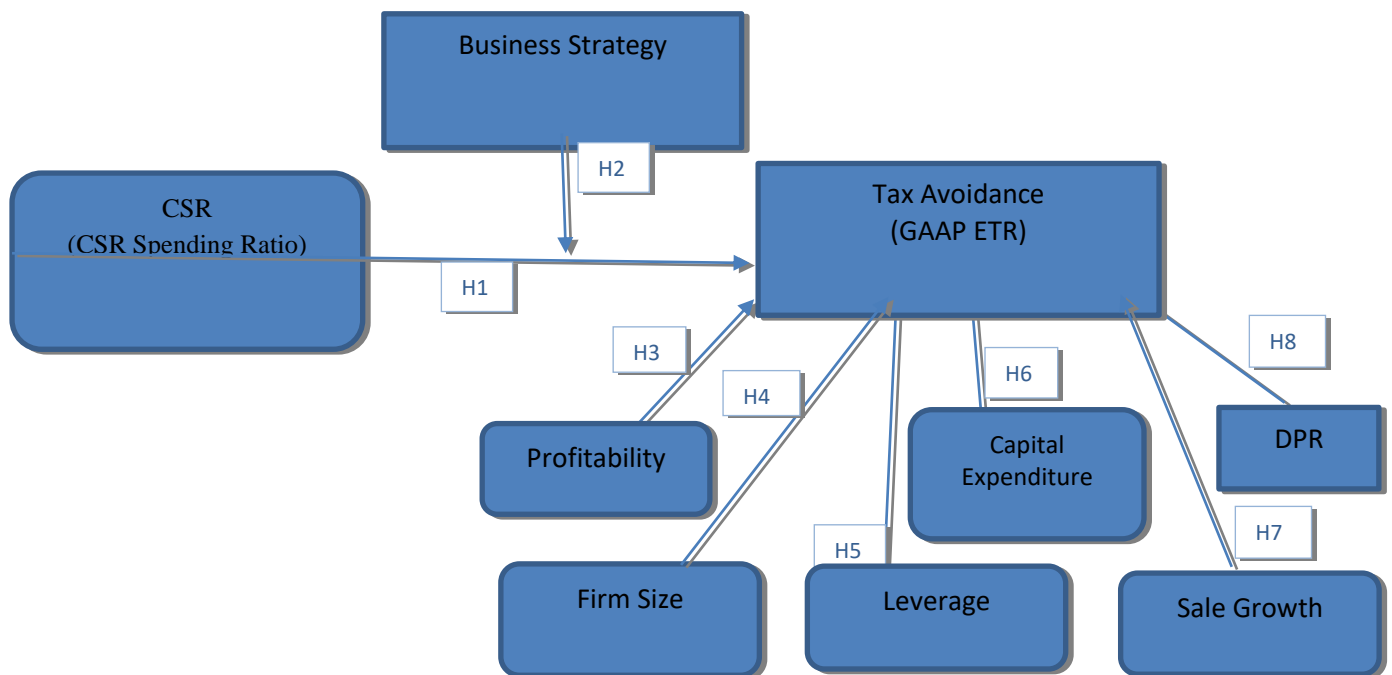 Business Strategy
H2
CSR
(CSR Spending Ratio)
Tax Avoidance
(GAAP ETR)
H1
H3
H4
H6
H8
Profitability
Capital
Expenditure
DPR
H5
H7
Firm Size
Leverage
Sale Growth